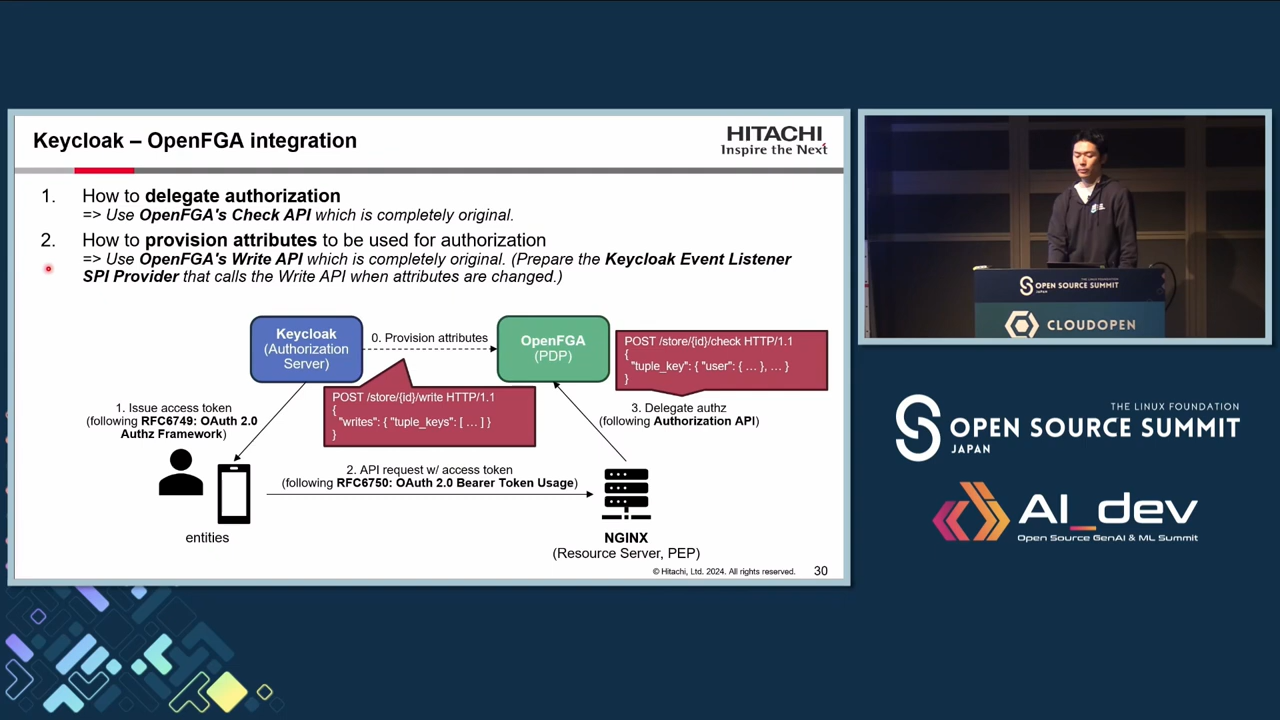 Keycloak – OpenFGA integration
HITACHI
Inspire the Next
1. How to delegate authorization
=> Use OpenFGA's Check API which is completely original.
2. How to provision attributes to be used for authorization
=> Use OpenFGA's Write API which is completely original. (Prepare the Keycloak Event Listener
SPI Provider that calls the Write API when attributes are changed.)
Keycloak
(Authorization
Server)
0. Provision attributes
OpenFGA
(PDP)
POST /store/{id}/check HTTP/1.1
{
"tuple_key": { "user": { … }, … }
}
POST /store/{id}/write HTTP/1.1
{
"writes": { "tuple_keys": [ … ] }
}
1. Issue access token
(following RFC6749: OAuth 2.0
Authz Framework)
3. Delegate authz
(following Authorization API)
2. API request w/ access token
(following RFC6750: OAuth 2.0 Bearer Token Usage)
entities
NGINX
(Resource Server, PEP)
© Hitachi, Ltd. 2024. All rights reserved.
30
THE LINUX FOUNDATION
OPEN SOURCE SUMMIT
JAPAN
CLOUDOPEN
THE LINUX FOUNDATION
OPEN SOURCE SUMMIT
JAPAN
AI_dev
Open Source GenAI & ML Summit